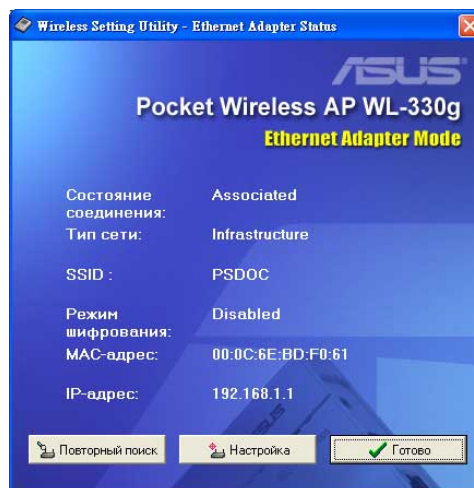 Wireless Setting Utility - Ethernet Adapter Status
ASUS
Pocket Wireless AP WL-330g
Ethernet Adapter Mode
Состояние соединения: Associated
Тип сети: Infrastructure
SSID : PSDOC
Режим шифрования: Disabled
MAC-адрес: 00:0C:6E:BD:F0:61
IP-адрес: 192.168.1.1
Повторный поиск Настройка Готово